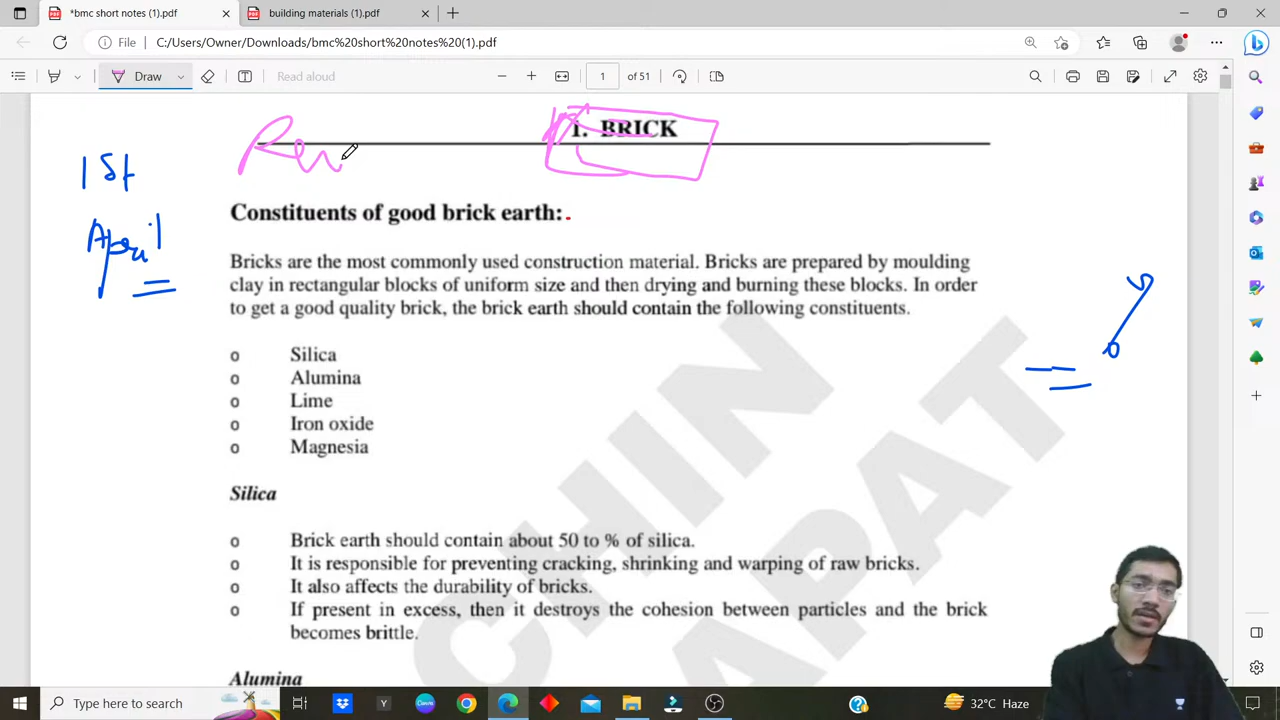 *bmc short notes (1).pdf
building materials (1).pdf
File
C:/Users/Owner/Downloads/bmc%20short%20notes%20(1).pdf
Draw
Read aloud
1
of 51
1. BRICK
1st
April
Constituents of good brick earth:
Bricks are the most commonly used construction material. Bricks are prepared by moulding
clay in rectangular blocks of uniform size and then drying and burning these blocks. In order
to get a good quality brick, the brick earth should contain the following constituents.
o Silica
o Alumina
o Lime
o Iron oxide
o Magnesia
Silica
o Brick earth should contain about 50 to % of silica.
o It is responsible for preventing cracking, shrinking and warping of raw bricks.
o It also affects the durability of bricks.
o If present in excess, then it destroys the cohesion between particles and the brick
becomes brittle.
Alumina
Type here to search
32°C Haze